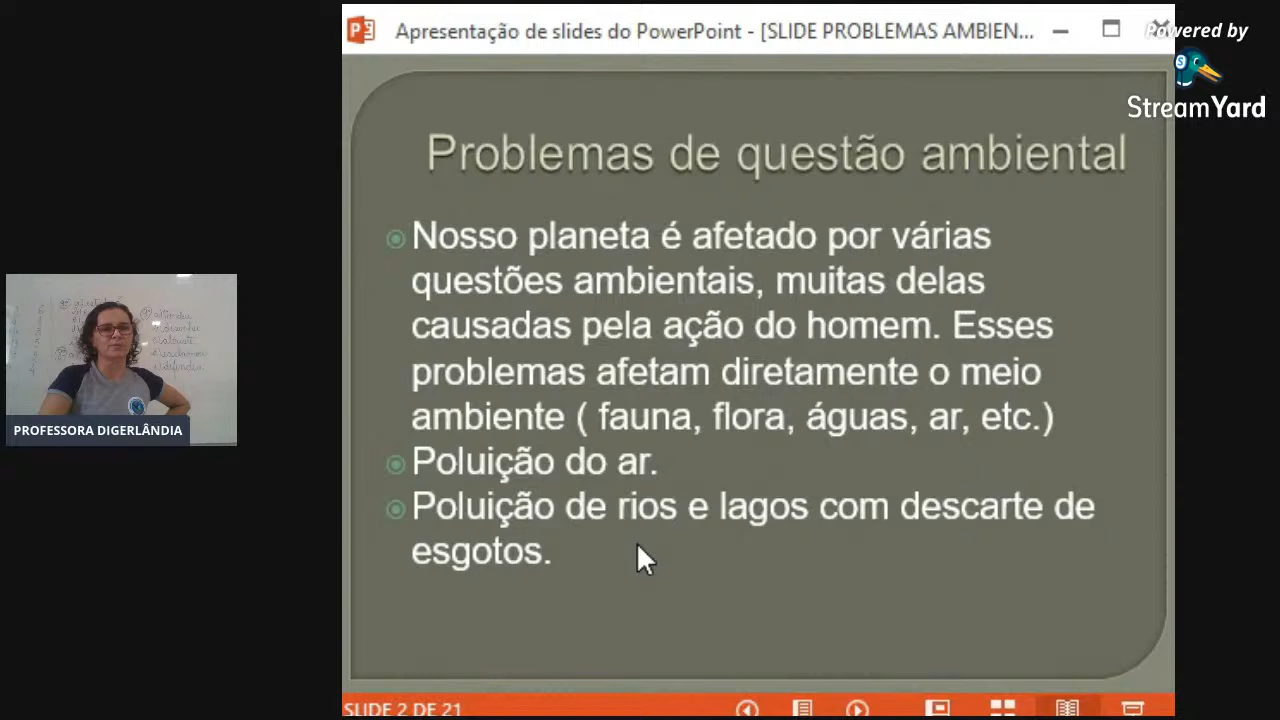 Apresentação de slides do PowerPoint - [SLIDE PROBLEMAS AMBIEN...
Powered by
StreamYard
Problemas de questão ambiental
Nosso planeta é afetado por várias
questões ambientais, muitas delas
causadas pela ação do homem. Esses
problemas afetam diretamente o meio
ambiente ( fauna, flora, águas, ar, etc.)
Poluição do ar.
Poluição de rios e lagos com descarte de
esgotos.
PROFESSORA DIGERLÂNDIA
SLIDE 2 DE 21